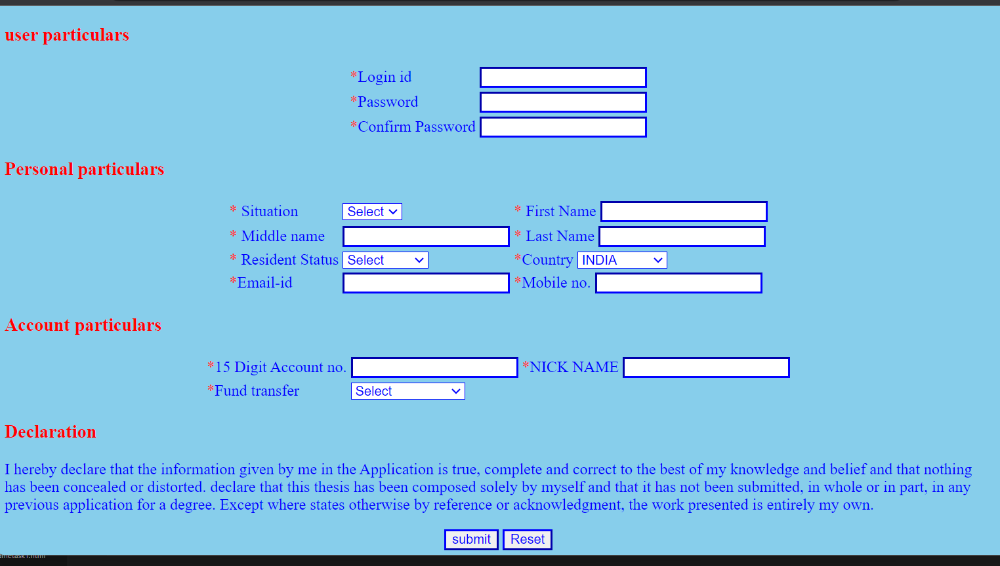 user particulars
*Login id
*Password
*Confirm Password
Personal particulars
* Situation Select * First Name
* Middle name * Last Name
* Resident Status Select *Country INDIA
*Email-id *Mobile no.
Account particulars
*15 Digit Account no. *NICK NAME
*Fund transfer Select
Declaration
I hereby declare that the information given by me in the Application is true, complete and correct to the best of my knowledge and belief and that nothing
has been concealed or distorted. declare that this thesis has been composed solely by myself and that it has not been submitted, in whole or in part, in any
previous application for a degree. Except where states otherwise by reference or acknowledgment, the work presented is entirely my own.
submit Reset